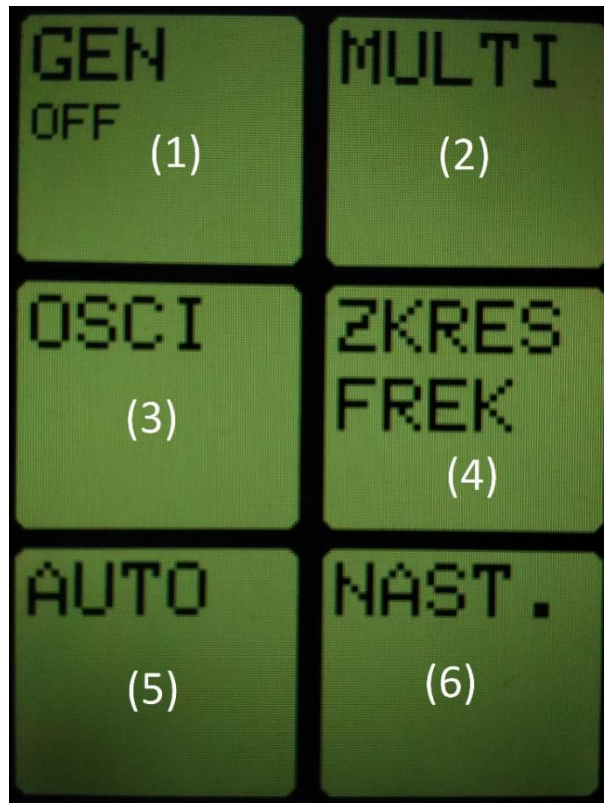 GEN
OFF
(1)
MULTI
(2)
OSCI
(3)
ZKRES
FREK
(4)
AUTO
(5)
NAST.
(6)